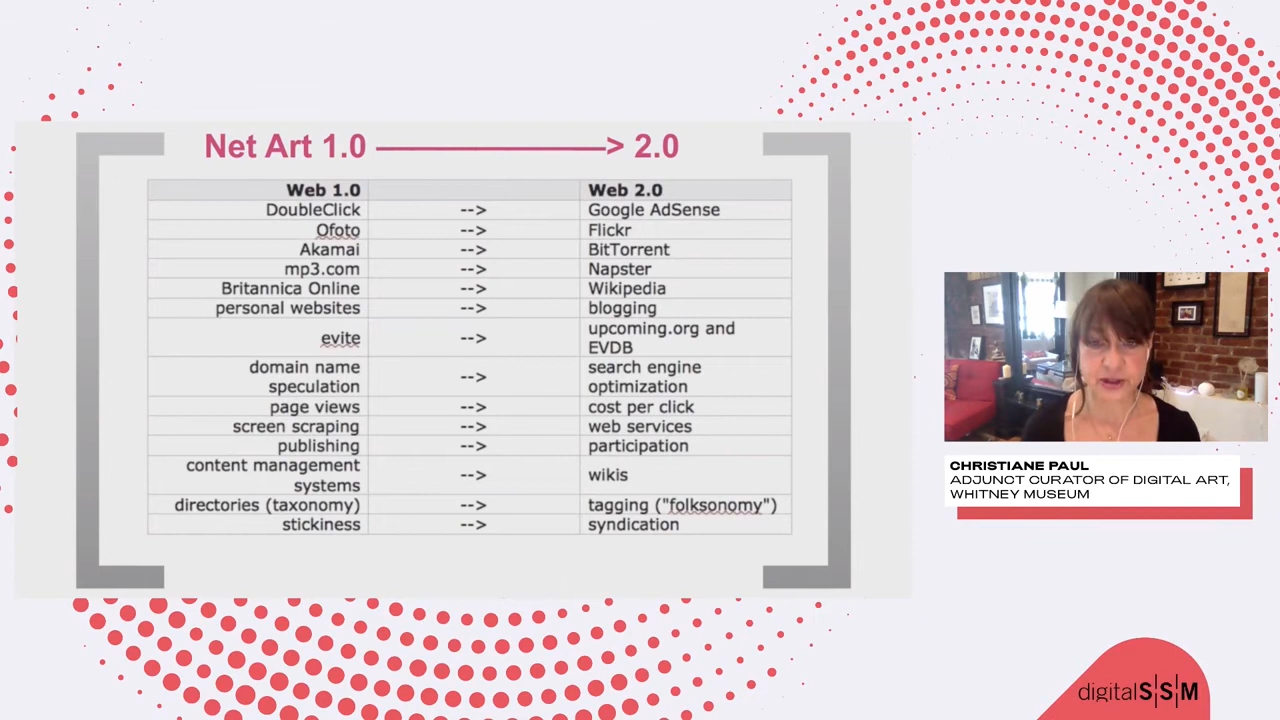 Net Art 1.0 ————————> 2.0
Web 1.0 Web 2.0
DoubleClick --> Google AdSense
Ofoto --> Flickr
Akamai --> BitTorrent
mp3.com --> Napster
Britannica Online --> Wikipedia
personal websites --> blogging
evite --> upcoming.org and
EVDB
domain name
speculation --> search engine
optimization
page views --> cost per click
screen scraping --> web services
publishing --> participation
content management
systems --> wikis
directories (taxonomy) --> tagging ("folksonomy")
stickiness --> syndication
CHRISTIANE PAUL
ADJUNCT CURATOR OF DIGITAL ART,
WHITNEY MUSEUM
digitalS|S|M